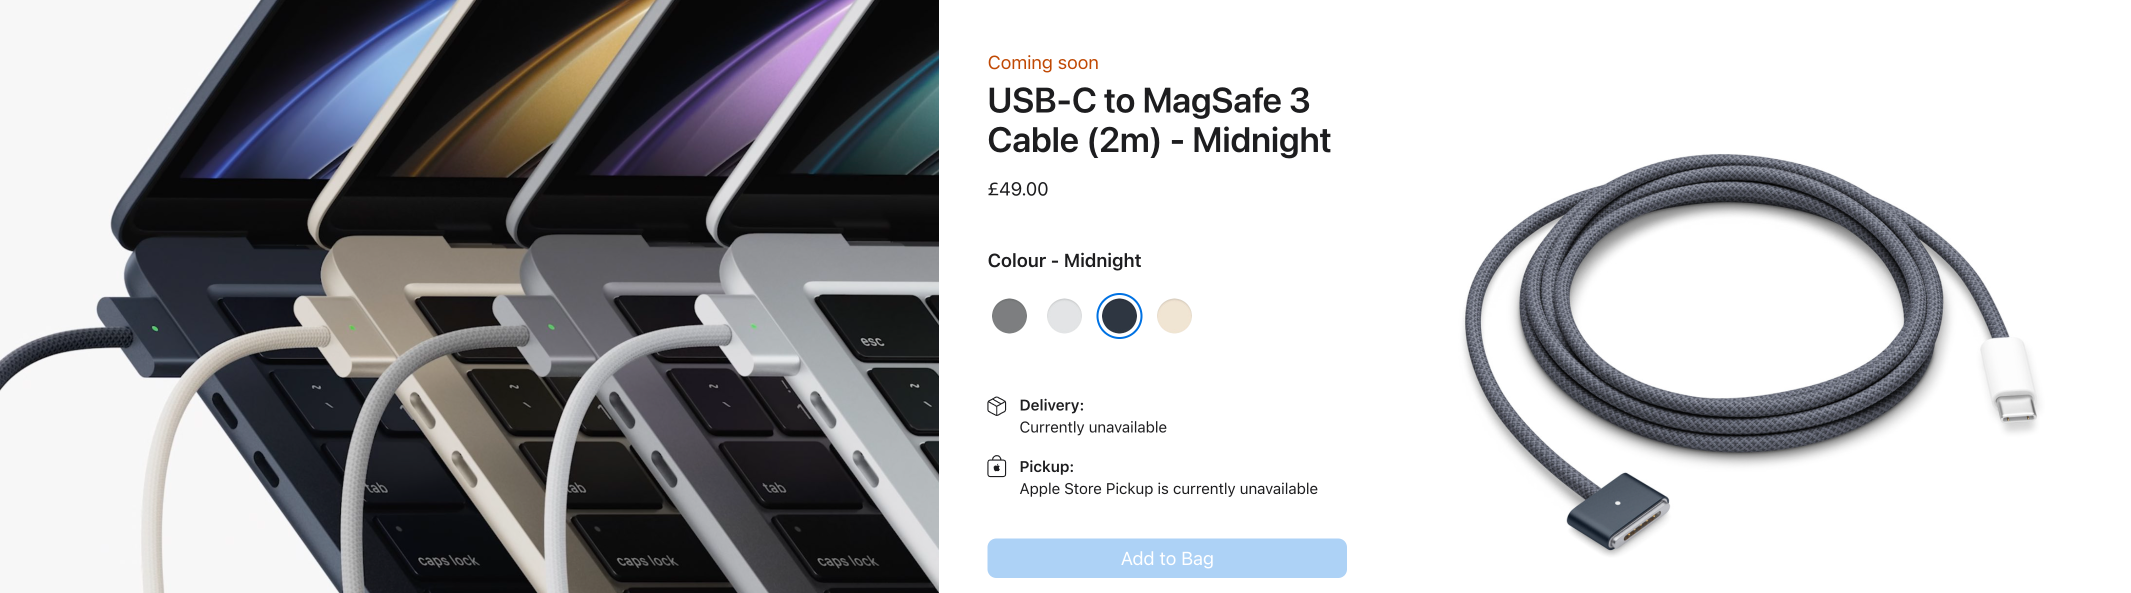 Coming soon
USB-C to MagSafe 3
Cable (2m) - Midnight
£49.00
Colour - Midnight
Delivery:
Currently unavailable
Pickup:
Apple Store Pickup is currently unavailable
Add to Bag
esc
~
~
~
~
tab
tab
tab
caps lock
caps lock
caps lock